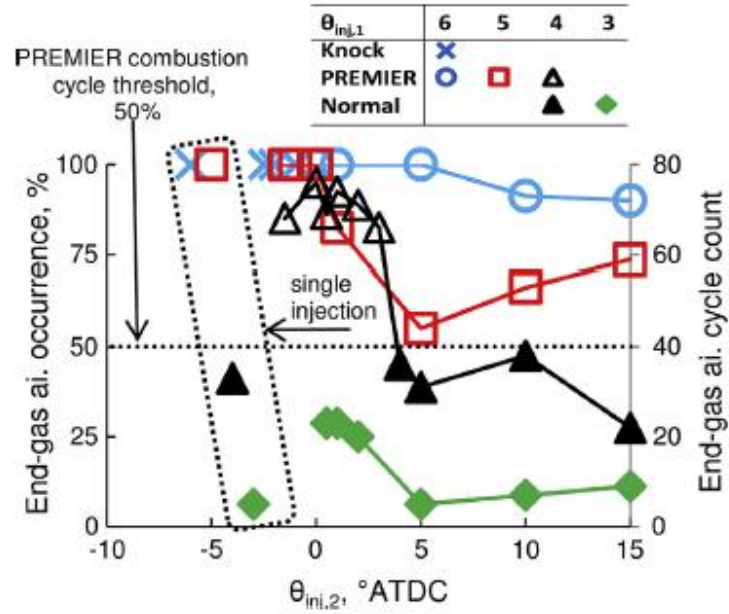 θinj,1 6 5 4 3
Knock
PREMIER
Normal
PREMIER combustion
cycle threshold,
50%
100
75
50
25
0
80
60
40
20
0
single
injection
End-gas ai. occurrence, %
End-gas ai. cycle count
-10 -5 0 5 10 15
θinj,2, °ATDC